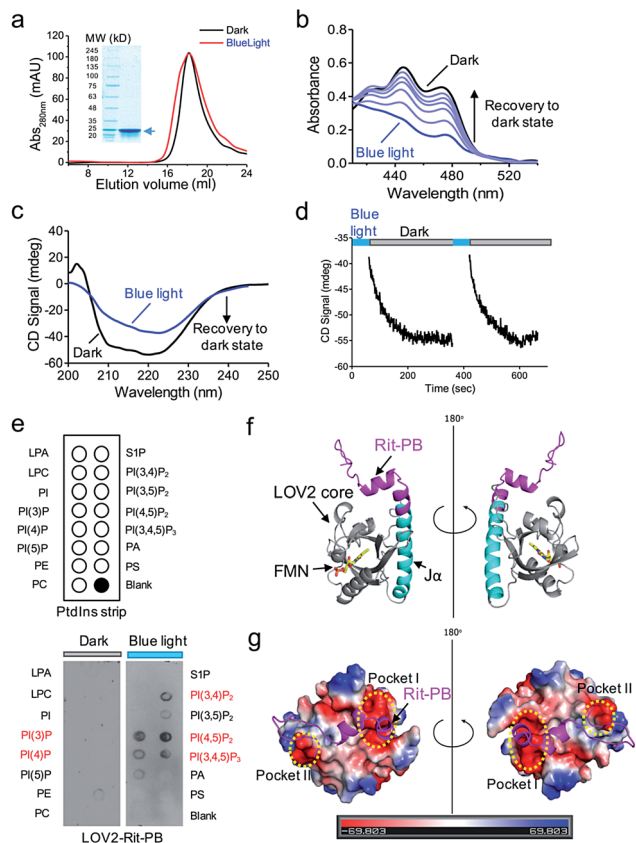 a
MW (kD)
245
180
135
100
75
63
48
35
25
20
Dark
BlueLight
Abs280nm (mAU)
120
100
80
60
40
20
0
8
12
16
20
24
Elution volume (ml)
b
Absorbance
0.8
0.6
0.4
0.2
0.0
Dark
Recovery to
dark state
Blue light
440
480
520
Wavelength (nm)
c
CD Signal (mdeg)
40
20
0
-20
-40
-60
Blue light
Dark
Recovery to
dark state
200
210
220
230
240
250
Wavelength (nm)
d
Blue
light
Dark
CD Signal (mdeg)
-35
-40
-45
-50
-55
-60
0
200
400
600
Time (sec)
e
LPA
S1P
LPC
PI(3,4)P2
PI
PI(3,5)P2
PI(3)P
PI(4,5)P2
PI(4)P
PI(3,4,5)P3
PI(5)P
PA
PE
PS
PC
Blank
PtdIns strip
Dark
Blue light
LPA
S1P
LPC
PI(3,4)P2
PI
PI(3,5)P2
PI(3)P
PI(4,5)P2
PI(4)P
PI(3,4,5)P3
PI(5)P
PA
PE
PS
PC
Blank
LOV2-Rit-PB
f
180°
Rit-PB
LOV2 core
FMN
Jα
g
180°
Pocket I
Rit-PB
Pocket II
Pocket II
Pocket I
-69.803
69.803